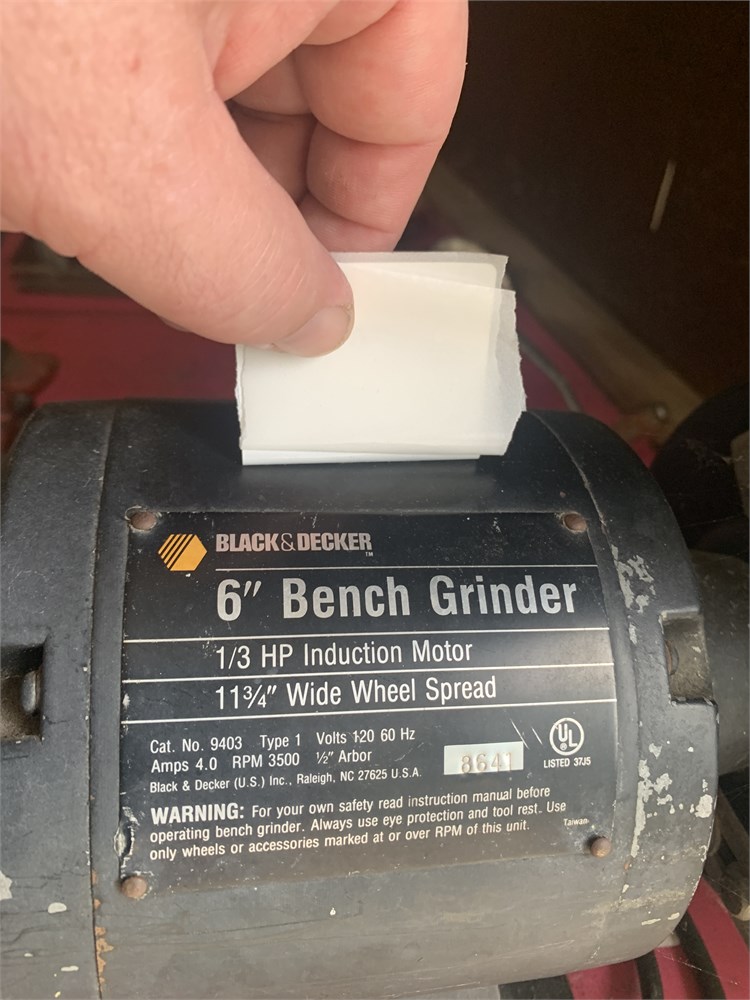 BLACK & DECKER ™
6" Bench Grinder
1/3 HP Induction Motor
11¾" Wide Wheel Spread
Cat. No. 9403 Type 1 Volts 120 60 Hz
Amps 4.0 RPM 3500 ½" Arbor
Black & Decker (U.S.) Inc., Raleigh, NC 27625 U.S.A.
8641
UL
LISTED 37J5
WARNING: For your own safety read instruction manual before
operating bench grinder. Always use eye protection and tool rest. Use
only wheels or accessories marked at or over RPM of this unit.
Taiwan